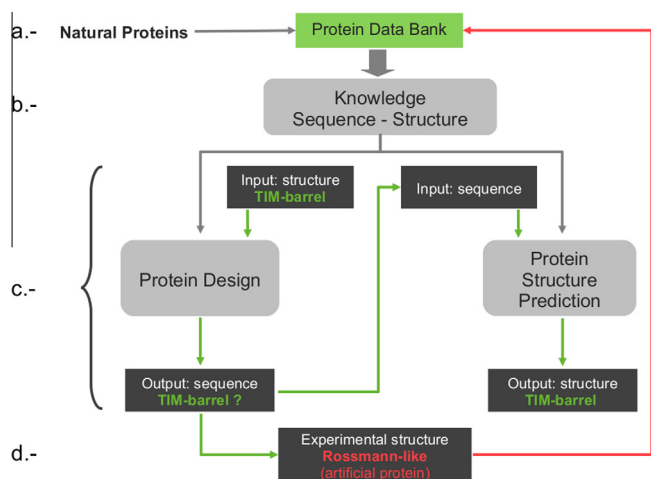 a.-
Natural Proteins
Protein Data Bank
b.-
Knowledge
Sequence - Structure
Input: structure
TIM-barrel
Input: sequence
c.-
Protein Design
Protein
Structure
Prediction
Output: sequence
TIM-barrel ?
Output: structure
TIM-barrel
d.-
Experimental structure
Rossmann-like
(artificial protein)